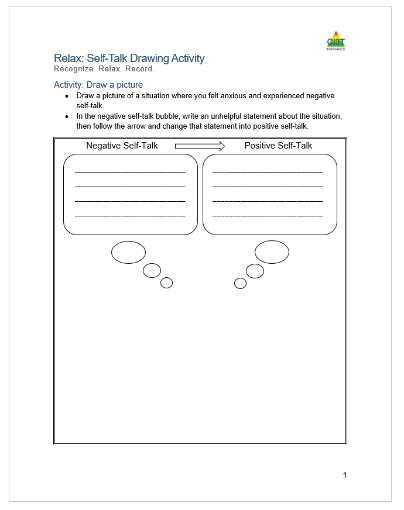 GIST
Relax: Self-Talk Drawing Activity
Recognize. Relax. Record.
Activity: Draw a picture
• Draw a picture of a situation where you felt anxious and experienced negative
self-talk.
• In the negative self-talk bubble, write an unhelpful statement about the situation,
then follow the arrow and change that statement into positive self-talk.
Negative Self-Talk Positive Self-Talk
1